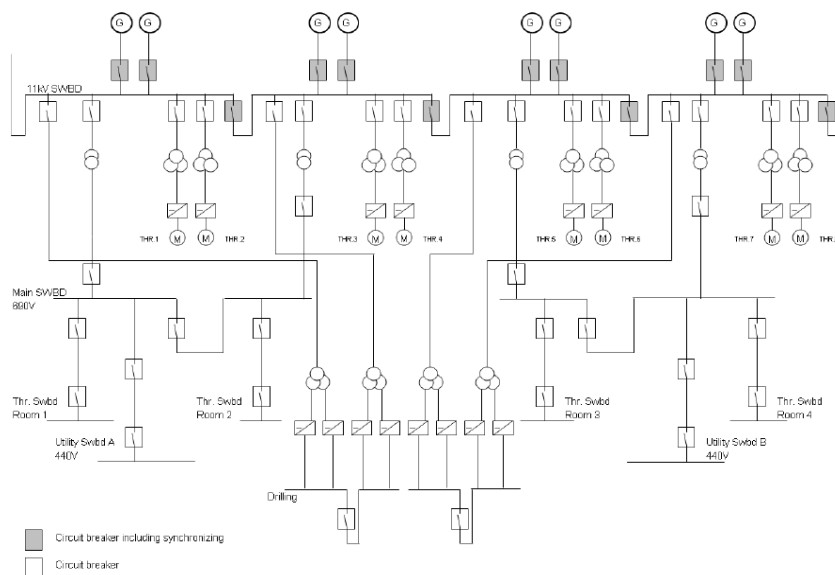 G G G G G G G G
11kV SWBD
THR.1 M M THR.2 THR.3 M M THR.4 THR.5 M M THR.6 THR.7 M M
Main SWBD
690V
Thr. Swbd
Room 1
Thr. Swbd
Room 2
Thr. Swbd
Room 3
Thr. Swbd
Room 4
Utility Swbd A
440V
Utility Swbd B
440V
Drilling
Circuit breaker including synchronizing
Circuit breaker